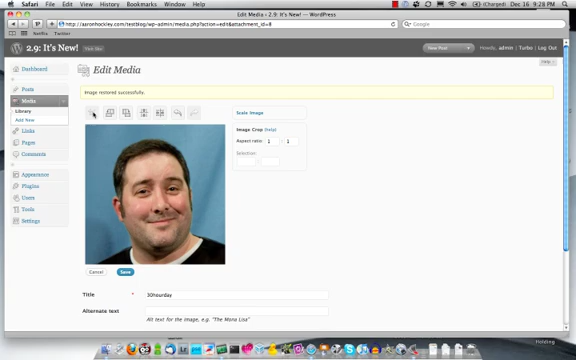 Safari File Edit View History Bookmarks Window Help
(Charged) Dec 16 9:28 PM
Edit Media ‹ 2.9: It's New! — WordPress
http://aaronhockley.com/testblog/wp-admin/media.php?action=edit&attachment_id=8
Google
YouTube Twitter
2.9: It's New! Visit Site
New Post
Howdy, admin | Turbo | Log Out
Help
Dashboard
Edit Media
Posts
Image restored successfully.
Media
Library
Add New
Links
Pages
Comments
Appearance
Plugins
Users
Tools
Settings
Scale Image
Image Crop (help)
Aspect ratio: 1 : 1
Selection:
Cancel Save
Title * 30hourday
Alternate text
Alt text for the image, e.g. "The Mona Lisa"
Holding